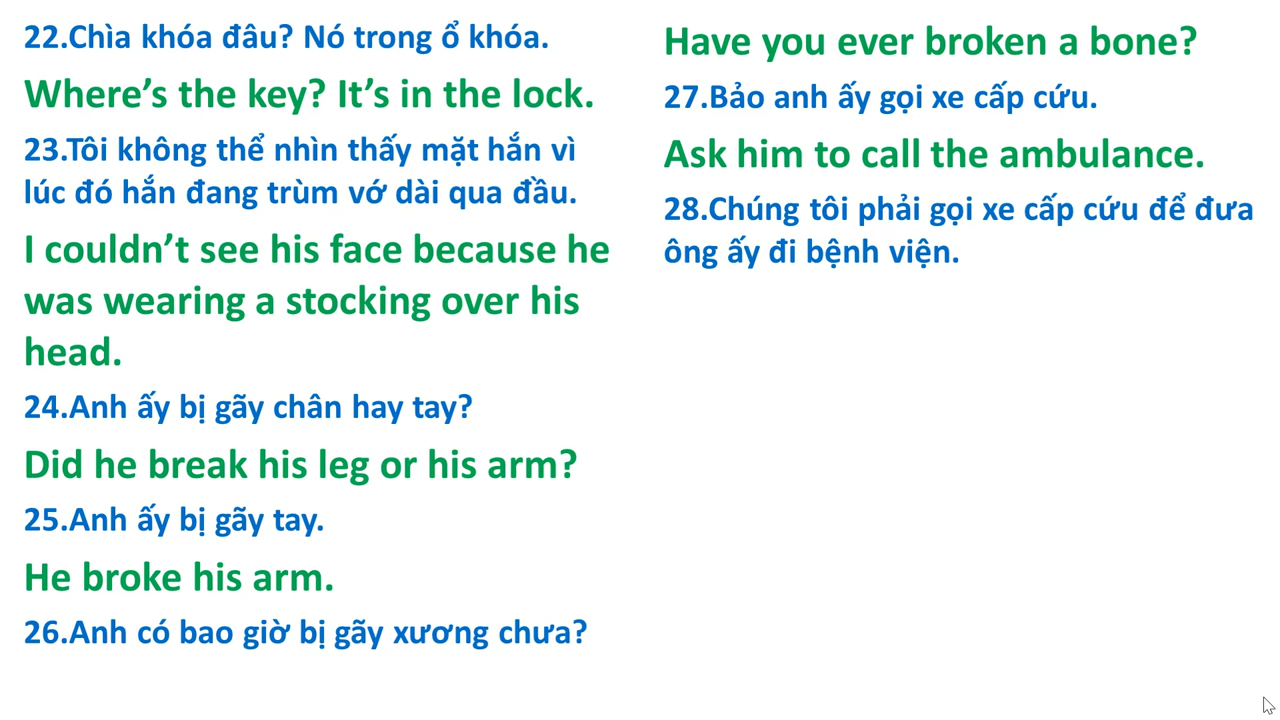 22.Chìa khóa đâu? Nó trong ổ khóa.
Where’s the key? It’s in the lock.
23.Tôi không thể nhìn thấy mặt hắn vì
lúc đó hắn đang trùm vớ dài qua đầu.
I couldn’t see his face because he
was wearing a stocking over his
head.
24.Anh ấy bị gãy chân hay tay?
Did he break his leg or his arm?
25.Anh ấy bị gãy tay.
He broke his arm.
26.Anh có bao giờ bị gãy xương chưa?
Have you ever broken a bone?
27.Bảo anh ấy gọi xe cấp cứu.
Ask him to call the ambulance.
28.Chúng tôi phải gọi xe cấp cứu để đưa
ông ấy đi bệnh viện.